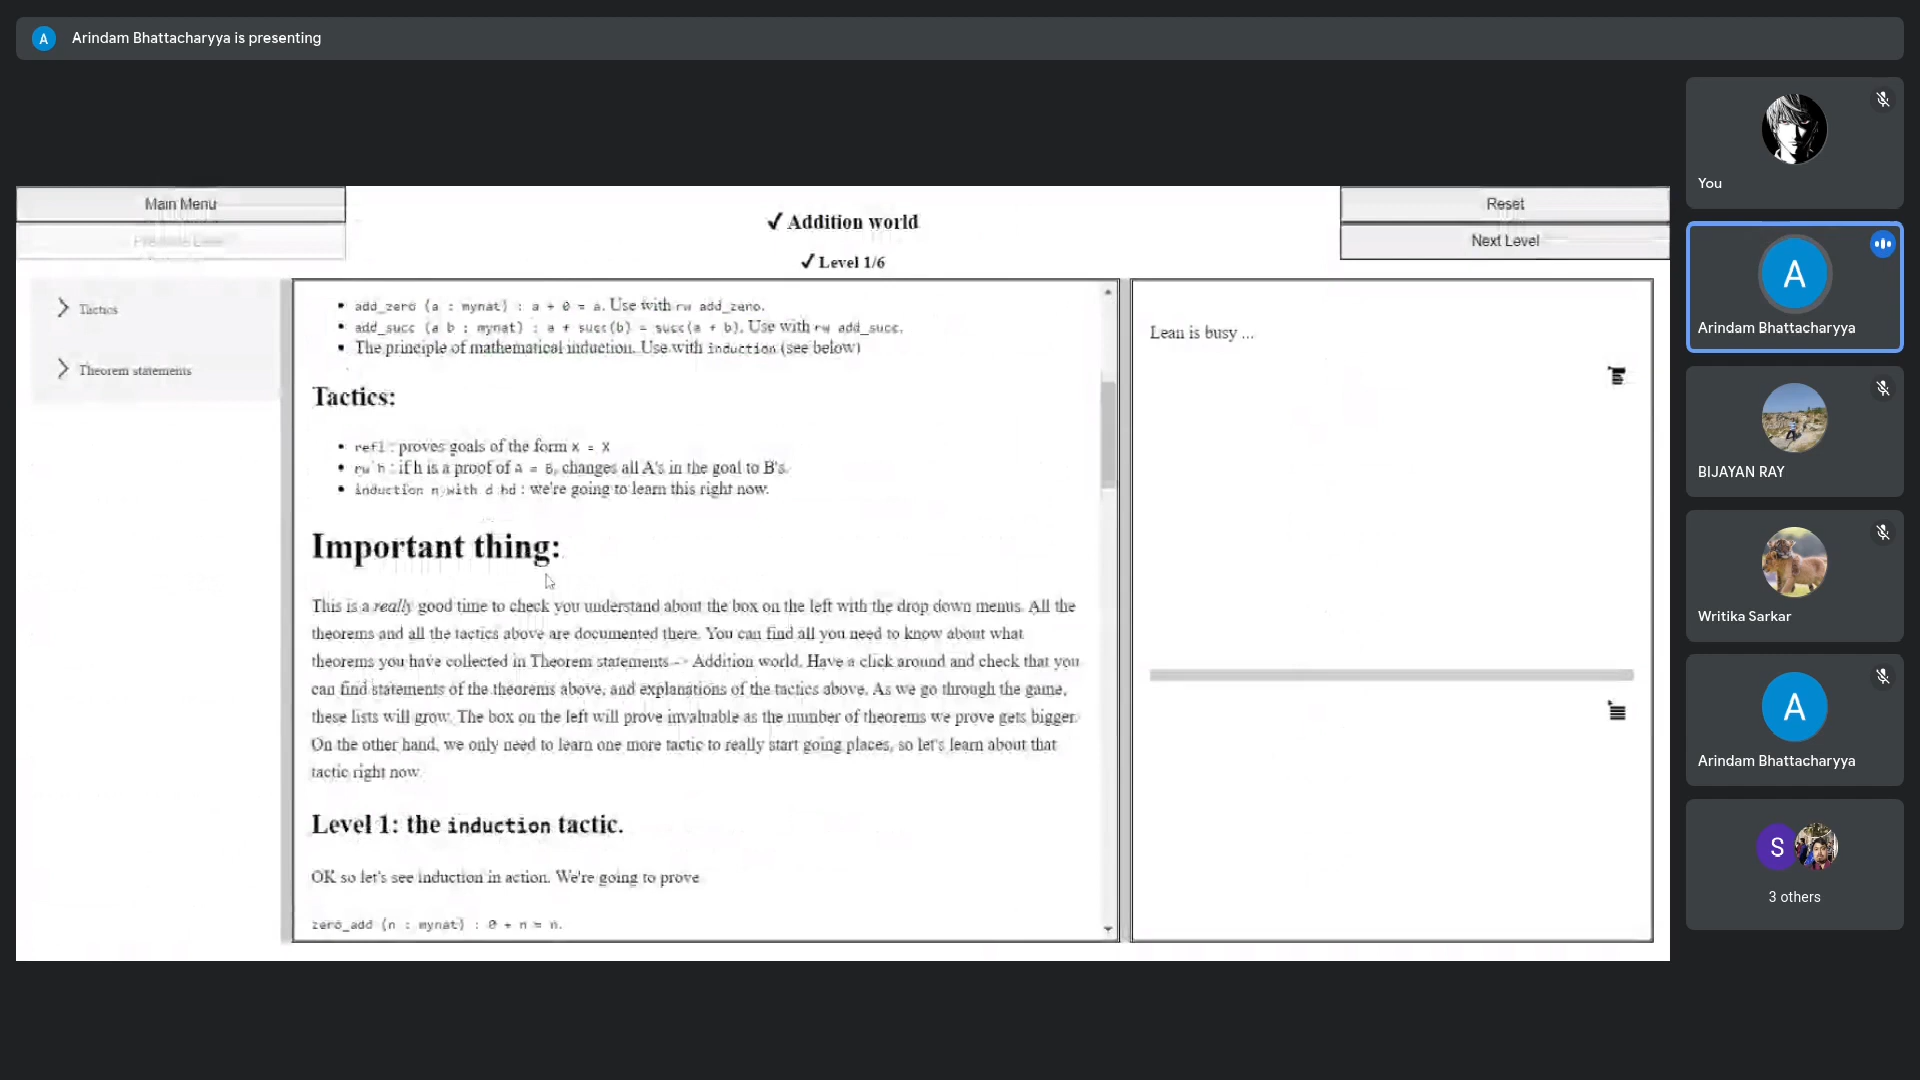 A Arindam Bhattacharyya is presenting
Main Menu
Previous Level
✓ Addition world
✓ Level 1/6
Reset
Next Level
Tactics
Theorem statements
• add_zero (a : mynat) : a + 0 = a. Use with rw add_zero.
• add_succ (a b : mynat) : a + succ(b) = succ(a + b). Use with rw add_succ.
• The principle of mathematical induction. Use with induction (see below)
Tactics:
• refl : proves goals of the form X = X
• rw h : if h is a proof of A = B, changes all A's in the goal to B's.
• induction n with d hd : we're going to learn this right now.
Important thing:
This is a really good time to check you understand about the box on the left with the drop down menus. All the
theorems and all the tactics above are documented there. You can find all you need to know about what
theorems you have collected in Theorem statements -> Addition world. Have a click around and check that you
can find statements of the theorems above, and explanations of the tactics above. As we go through the game,
these lists will grow. The box on the left will prove invaluable as the number of theorems we prove gets bigger.
On the other hand, we only need to learn one more tactic to really start going places, so let's learn about that
tactic right now.
Level 1: the induction tactic.
OK so let's see induction in action. We're going to prove
zero_add (n : mynat) : 0 + n = n.
Lean is busy ...
You
A
Arindam Bhattacharyya
BIJAYAN RAY
Writika Sarkar
A
Arindam Bhattacharyya
S
3 others